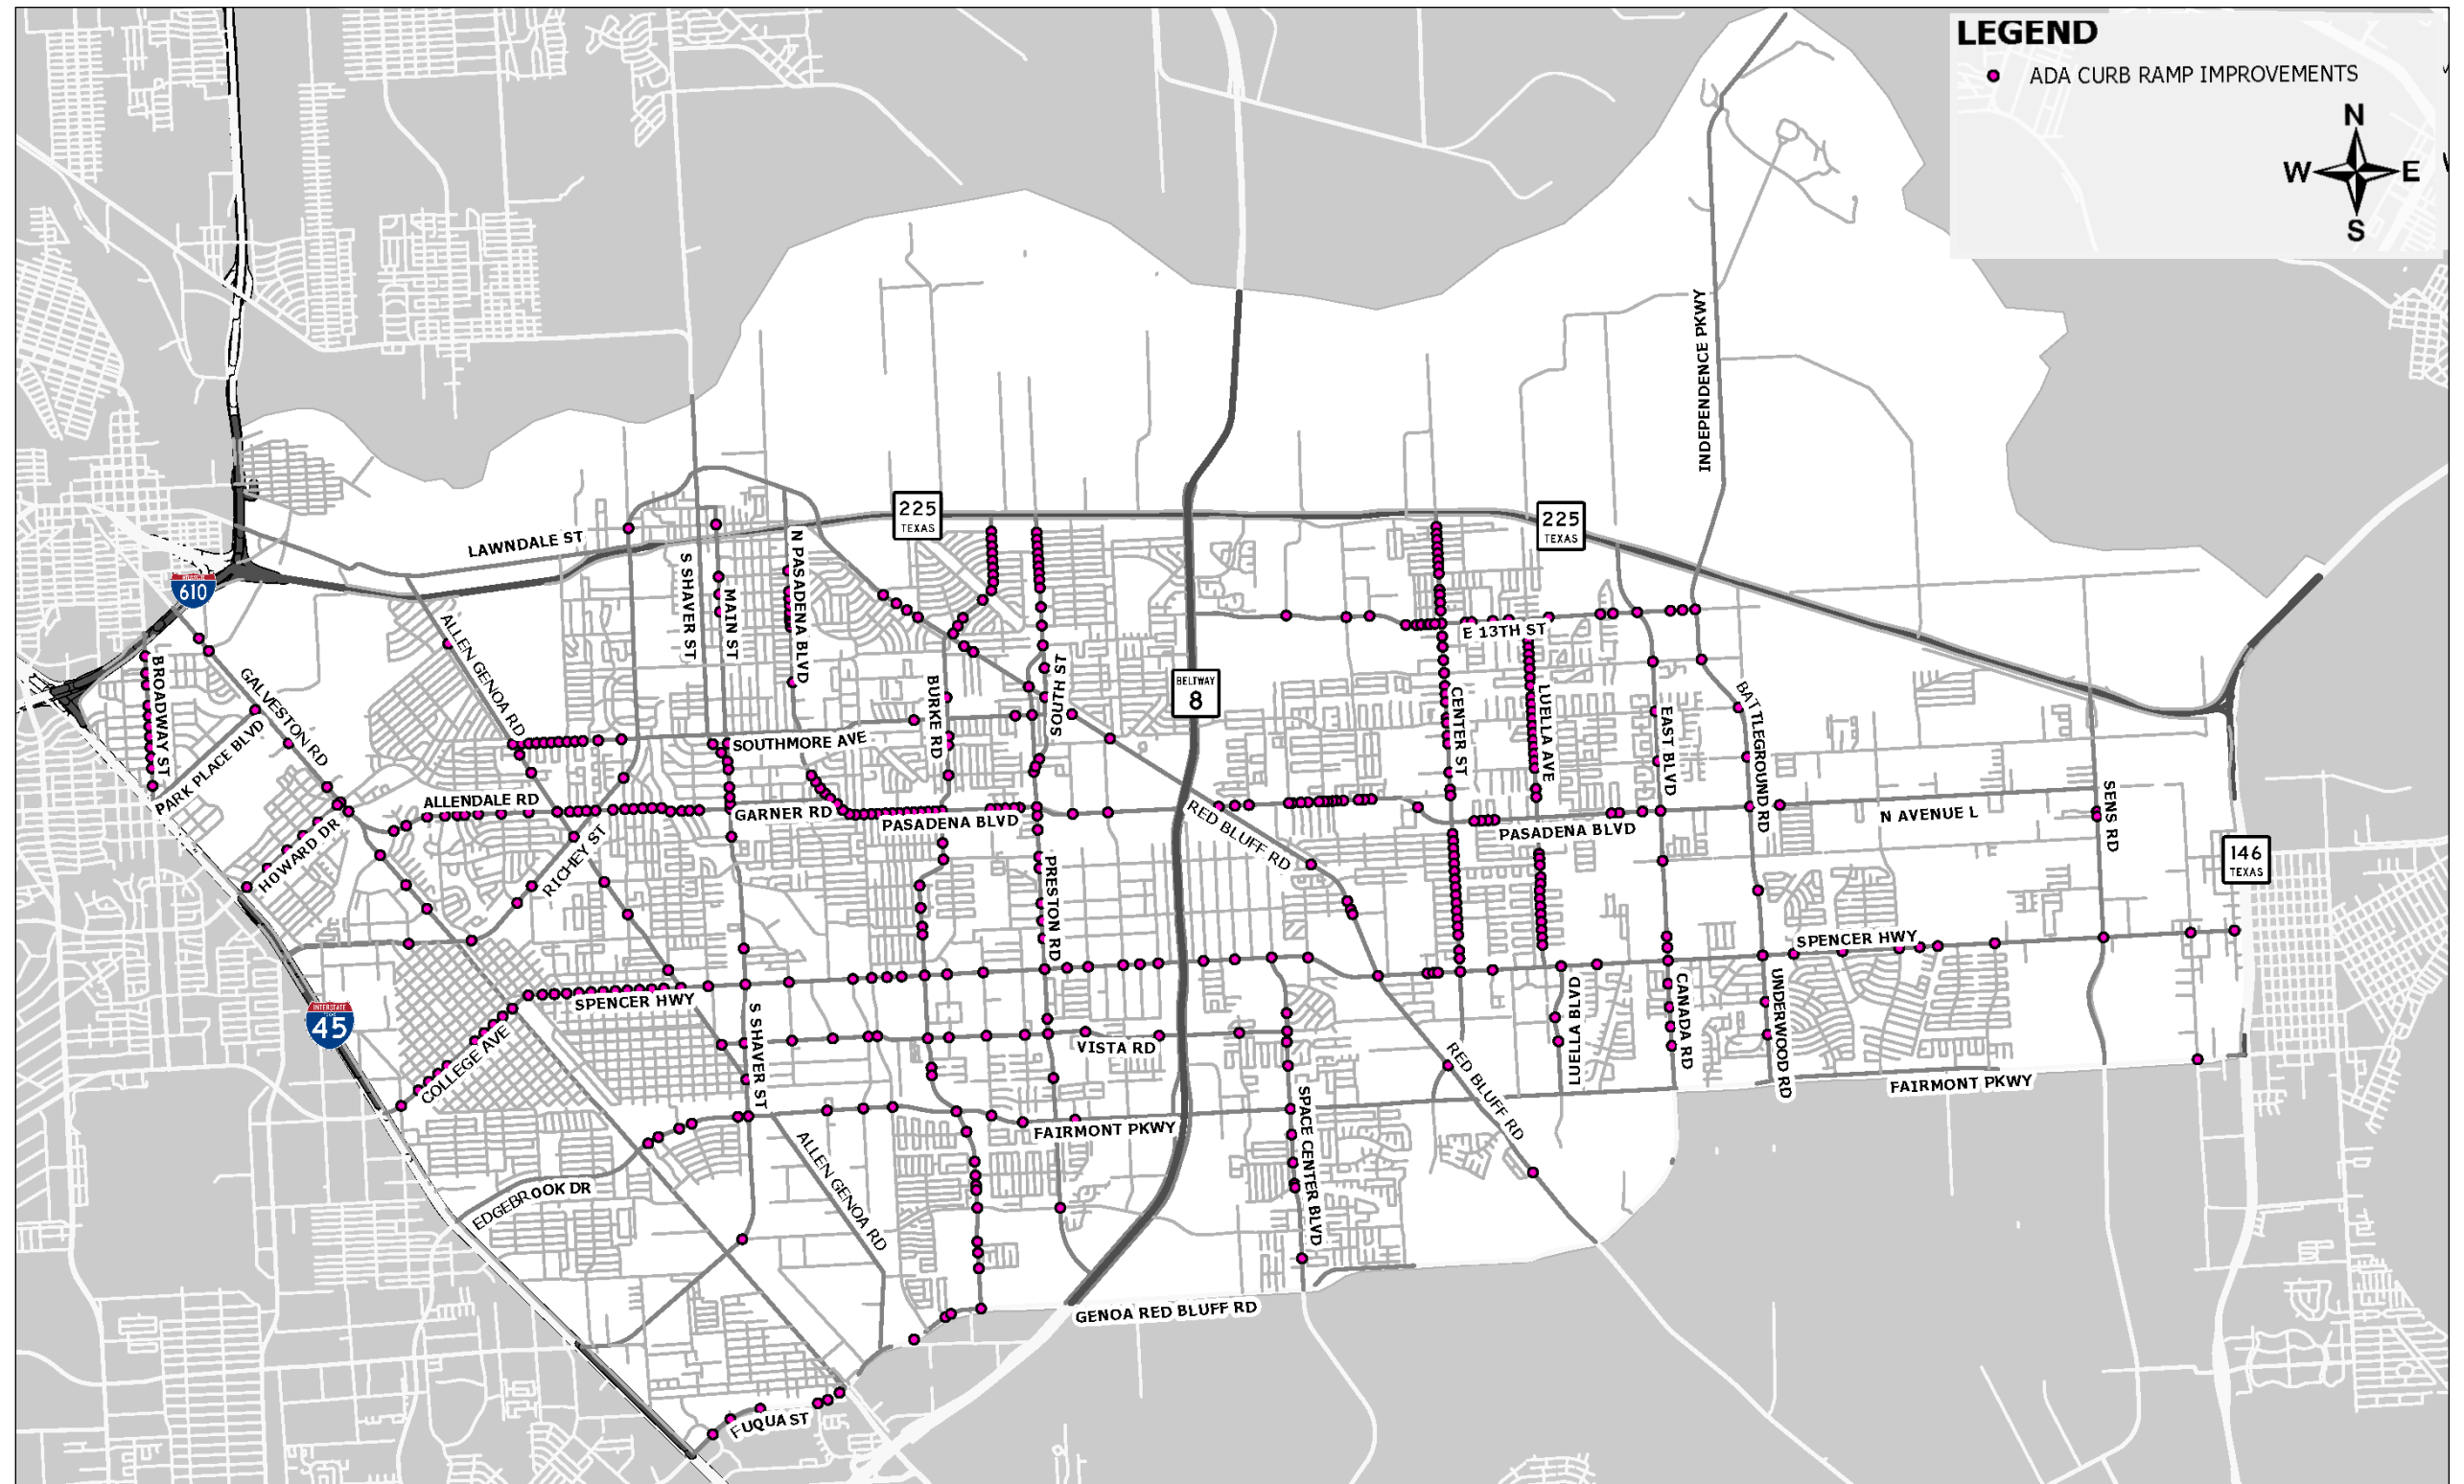 LEGEND
ADA CURB RAMP IMPROVEMENTS
N
W
E
S
INDEPENDENCE PKWY
225
TEXAS
225
TEXAS
LAWNDALE ST
610
S SHAVER ST
MAIN ST
N PASADENA BLVD
ALLEN GENOA RD
E 13TH ST
BROADWAY ST
GALVESTON RD
PARK PLACE BLVD
BURKE RD
SOUTH ST
BELTWAY
8
CENTER ST
LUELLA AVE
EAST BLVD
BATTLEGROUND RD
SOUTHMORE AVE
ALLENDALE RD
GARNER RD
PASADENA BLVD
RED BLUFF RD
PASADENA BLVD
N AVENUE L
SENS RD
HOWARD DR
RICHEY ST
PRESTON RD
146
TEXAS
SPENCER HWY
SPENCER HWY
INTERSTATE
45
COLLEGE AVE
S SHAVER ST
VISTA RD
LUELLA BLVD
CANADA RD
UNDERWOOD RD
RED BLUFF RD
FAIRMONT PKWY
FAIRMONT PKWY
SPACE CENTER BLVD
ALLEN GENOA RD
EDGEBROOK DR
GENOA RED BLUFF RD
FUQUA ST